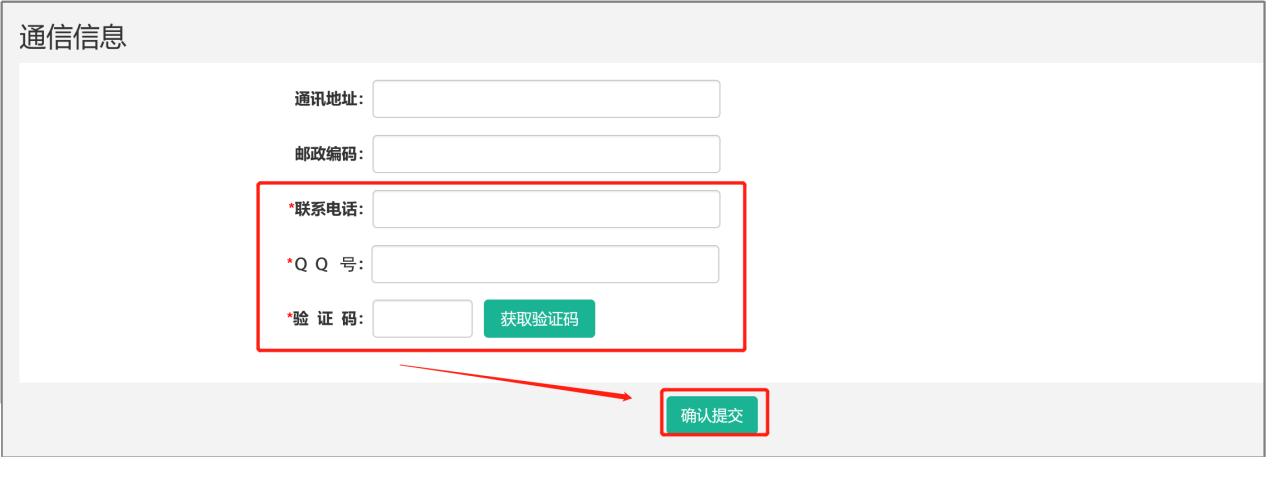 通信信息
通讯地址：
邮政编码：
*联系电话：
*Q Q 号：
*验 证 码： 获取验证码
确认提交